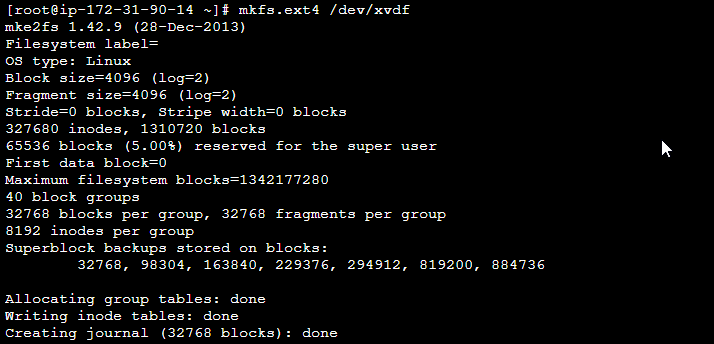 [root@ip-172-31-90-14 ~]# mkfs.ext4 /dev/xvdf
mke2fs 1.42.9 (28-Dec-2013)
Filesystem label=
OS type: Linux
Block size=4096 (log=2)
Fragment size=4096 (log=2)
Stride=0 blocks, Stripe width=0 blocks
327680 inodes, 1310720 blocks
65536 blocks (5.00%) reserved for the super user
First data block=0
Maximum filesystem blocks=1342177280
40 block groups
32768 blocks per group, 32768 fragments per group
8192 inodes per group
Superblock backups stored on blocks:
        32768, 98304, 163840, 229376, 294912, 819200, 884736

Allocating group tables: done
Writing inode tables: done
Creating journal (32768 blocks): done